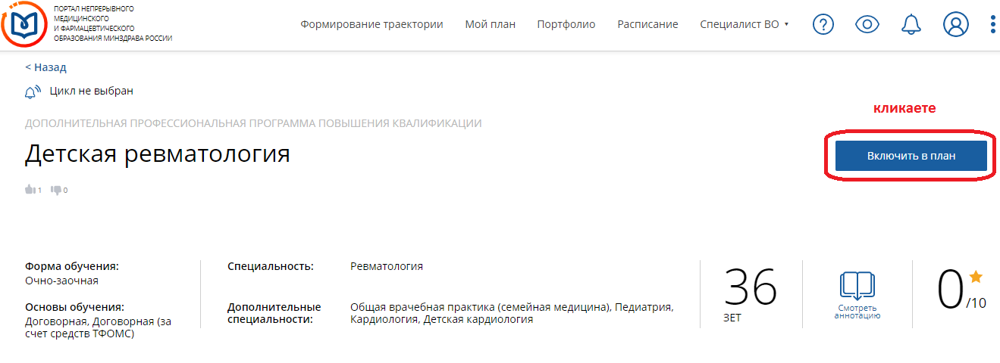 ПОРТАЛ НЕПРЕРЫВНОГО
МЕДИЦИНСКОГО
И ФАРМАЦЕВТИЧЕСКОГО
ОБРАЗОВАНИЯ МИНЗДРАВА РОССИИ
Формирование траектории Мой план Портфолио Расписание Специалист ВО
< Назад
Цикл не выбран
кликаете
ДОПОЛНИТЕЛЬНАЯ ПРОФЕССИОНАЛЬНАЯ ПРОГРАММА ПОВЫШЕНИЯ КВАЛИФИКАЦИИ
Детская ревматология
Включить в план
1 0
Форма обучения:
Очно-заочная
Основы обучения:
Договорная, Договорная (за
счет средств ТФОМС)
Специальность: Ревматология
Дополнительные
специальности:
Общая врачебная практика (семейная медицина), Педиатрия,
Кардиология, Детская кардиология
36
ЗЕТ
Смотреть
аннотацию
0/10